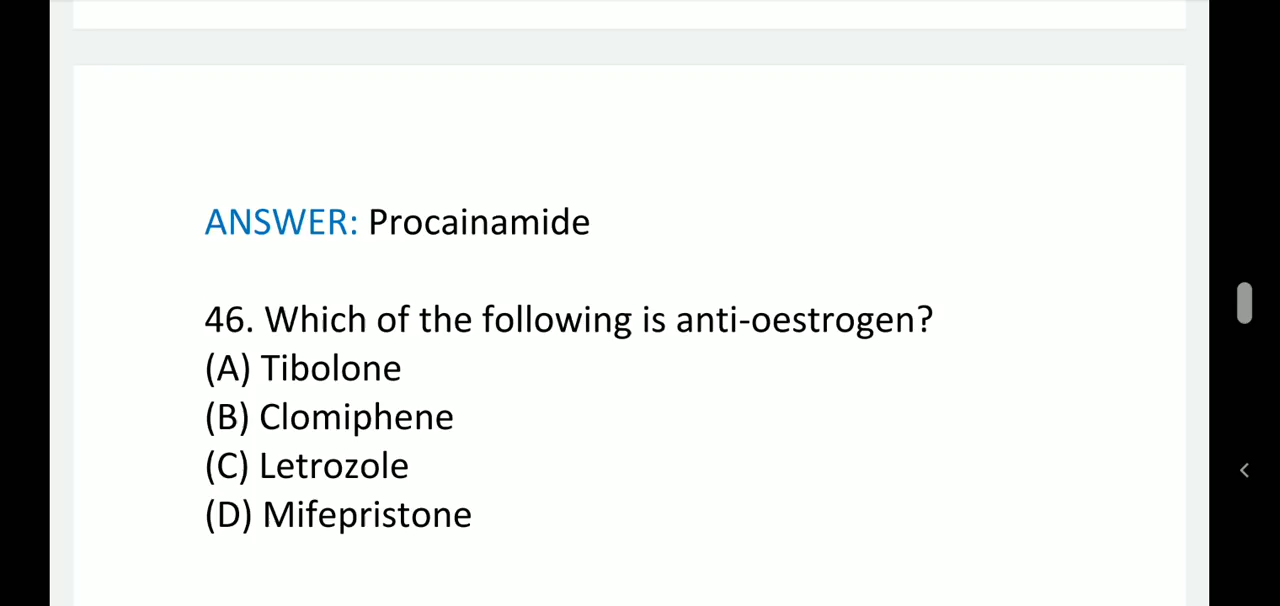 ANSWER: Procainamide
46. Which of the following is anti-oestrogen?
(A) Tibolone
(B) Clomiphene
(C) Letrozole
(D) Mifepristone